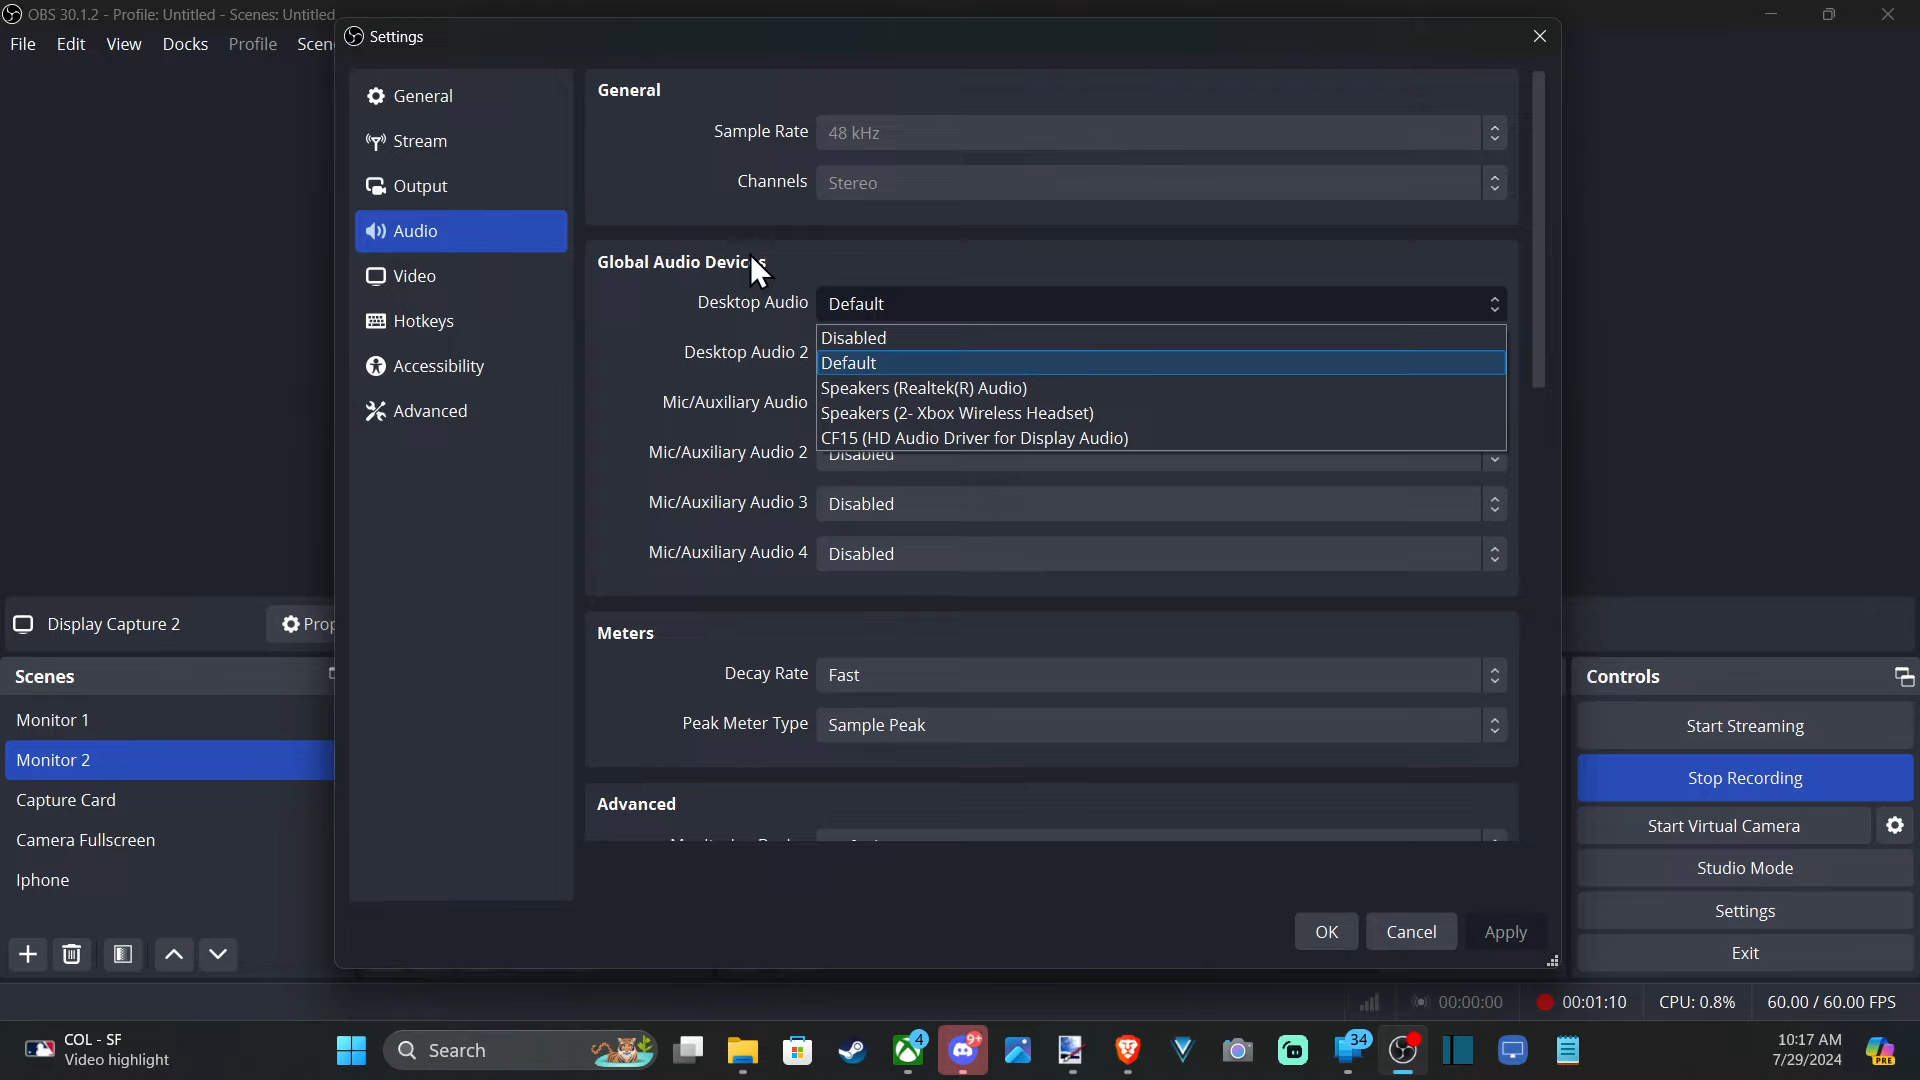 OBS 30.1.2 - Profile: Untitled - Scenes: Untitled
File Edit View Docks Profile Scen
Settings
General
Stream
Output
Audio
Video
Hotkeys
Accessibility
Advanced
General
Sample Rate 48 kHz
Channels Stereo
Global Audio Devices
Desktop Audio Default
Disabled
Desktop Audio 2
Default
Speakers (Realtek(R) Audio)
Mic/Auxiliary Audio
Speakers (2- Xbox Wireless Headset)
CF15 (HD Audio Driver for Display Audio)
Mic/Auxiliary Audio 2 Disabled
Mic/Auxiliary Audio 3 Disabled
Mic/Auxiliary Audio 4 Disabled
Meters
Decay Rate Fast
Peak Meter Type Sample Peak
Advanced
OK Cancel Apply
Display Capture 2 Prop
Scenes
Monitor 1
Monitor 2
Capture Card
Camera Fullscreen
Iphone
Controls
Start Streaming
Stop Recording
Start Virtual Camera
Studio Mode
Settings
Exit
00:00:00 00:01:10 CPU: 0.8% 60.00 / 60.00 FPS
COL - SF
Video highlight
Search
4
9+
34
PRE
10:17 AM
7/29/2024